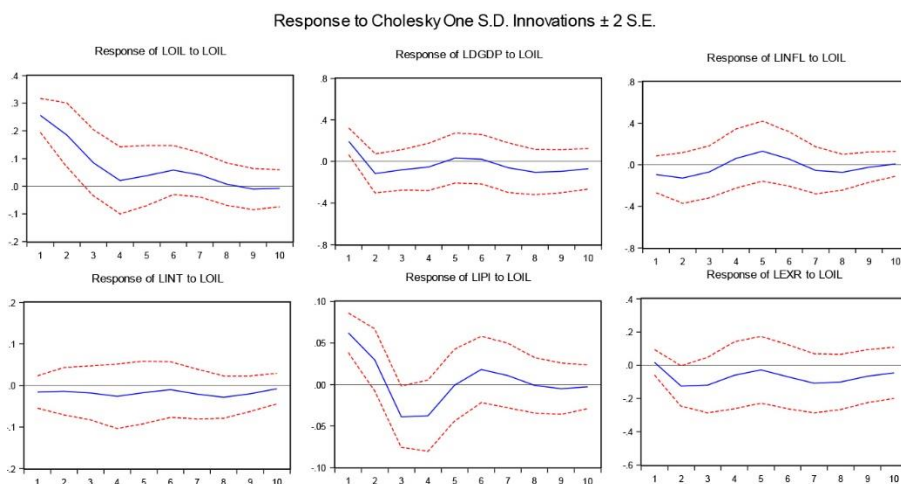 Response to Cholesky One S.D. Innovations ± 2 S.E.
Response of LOIL to LOIL
.4
.3
.2
.1
.0
-.1
-.2
1 2 3 4 5 6 7 8 9 10
Response of LDGDP to LOIL
.8
.4
.0
-.4
-.8
1 2 3 4 5 6 7 8 9 10
Response of LINFL to LOIL
.8
.4
.0
-.4
-.8
1 2 3 4 5 6 7 8 9 10
Response of LINT to LOIL
.2
.1
.0
-.1
-.2
1 2 3 4 5 6 7 8 9 10
Response of LIPI to LOIL
.10
.05
.00
-.05
-.10
1 2 3 4 5 6 7 8 9 10
Response of LEXR to LOIL
.4
.2
.0
-.2
-.4
-.6
1 2 3 4 5 6 7 8 9 10